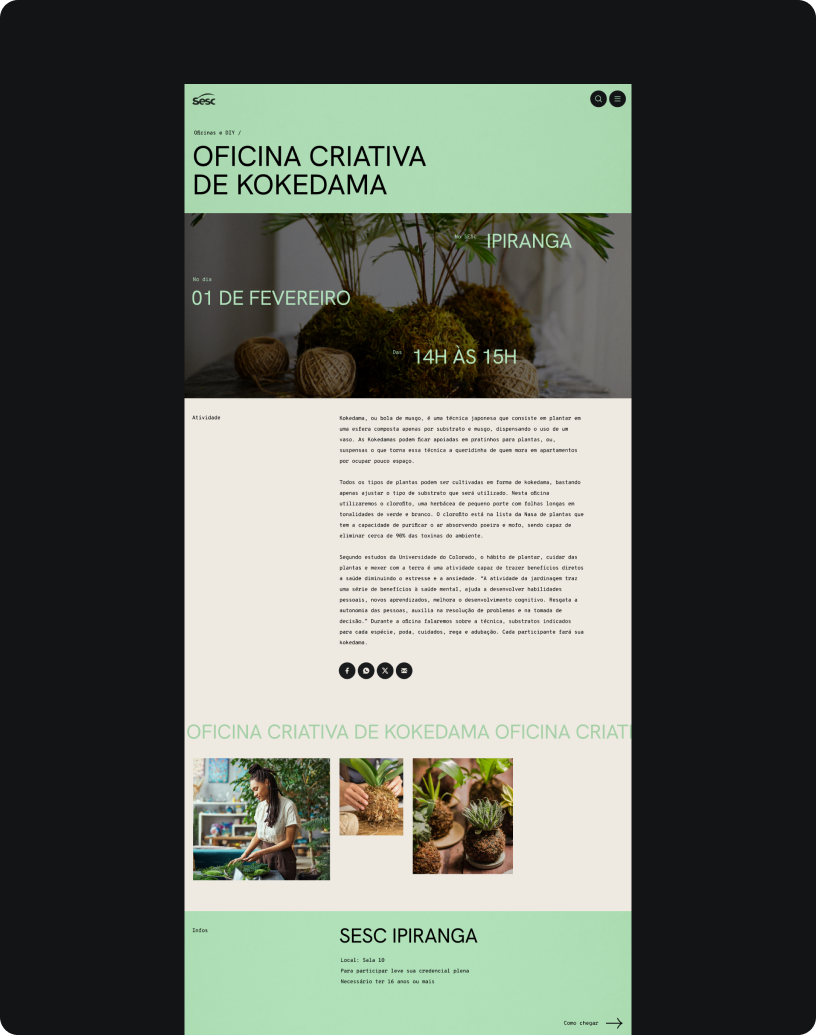 Sesc
Oficinas e DIY /
OFICINA CRIATIVA
DE KOKEDAMA
No SESC
IPIRANGA
No dia
01 DE FEVEREIRO
Das
14H ÀS 15H
Atividade
Kokedama, ou bola de musgo, é uma técnica japonesa que consiste em plantar em
uma esfera composta apenas por substrato e musgo, dispensando o uso de um
vaso. As Kokedamas podem ficar apoiadas em pratinhos para plantas, ou,
suspensas o que torna essa técnica a queridinha de quem mora em apartamentos
por ocupar pouco espaço.
Todos os tipos de plantas podem ser cultivadas em forma de kokedama, bastando
apenas ajustar o tipo de substrato que será utilizado. Nesta oficina
utilizaremos o clorofito, uma herbácea de pequeno porte com folhas longas em
tonalidades de verde e branco. O clorofito está na lista da Nasa de plantas que
tem a capacidade de purificar o ar absorvendo poeira e mofo, sendo capaz de
eliminar cerca de 90% das toxinas do ambiente.
Segundo estudos da Universidade do Colorado, o hábito de plantar, cuidar das
plantas e mexer com a terra é uma atividade capaz de trazer benefícios diretos
a saúde diminuindo o estresse e a ansiedade. "A atividade da jardinagem traz
uma série de benefícios à saúde mental, ajuda a desenvolver habilidades
pessoais, novos aprendizados, melhora o desenvolvimento cognitivo. Resgata a
autonomia das pessoas, auxilia na resolução de problemas e na tomada de
decisão." Durante a oficina falaremos sobre a técnica, substratos indicados
para cada espécie, poda, cuidados, rega e adubação. Cada participante fará sua
kokedama.
OFICINA CRIATIVA DE KOKEDAMA OFICINA CRIATI
Infos
SESC IPIRANGA
Local: Sala 10
Para participar leve sua credencial plena
Necessário ter 16 anos ou mais
Como chegar